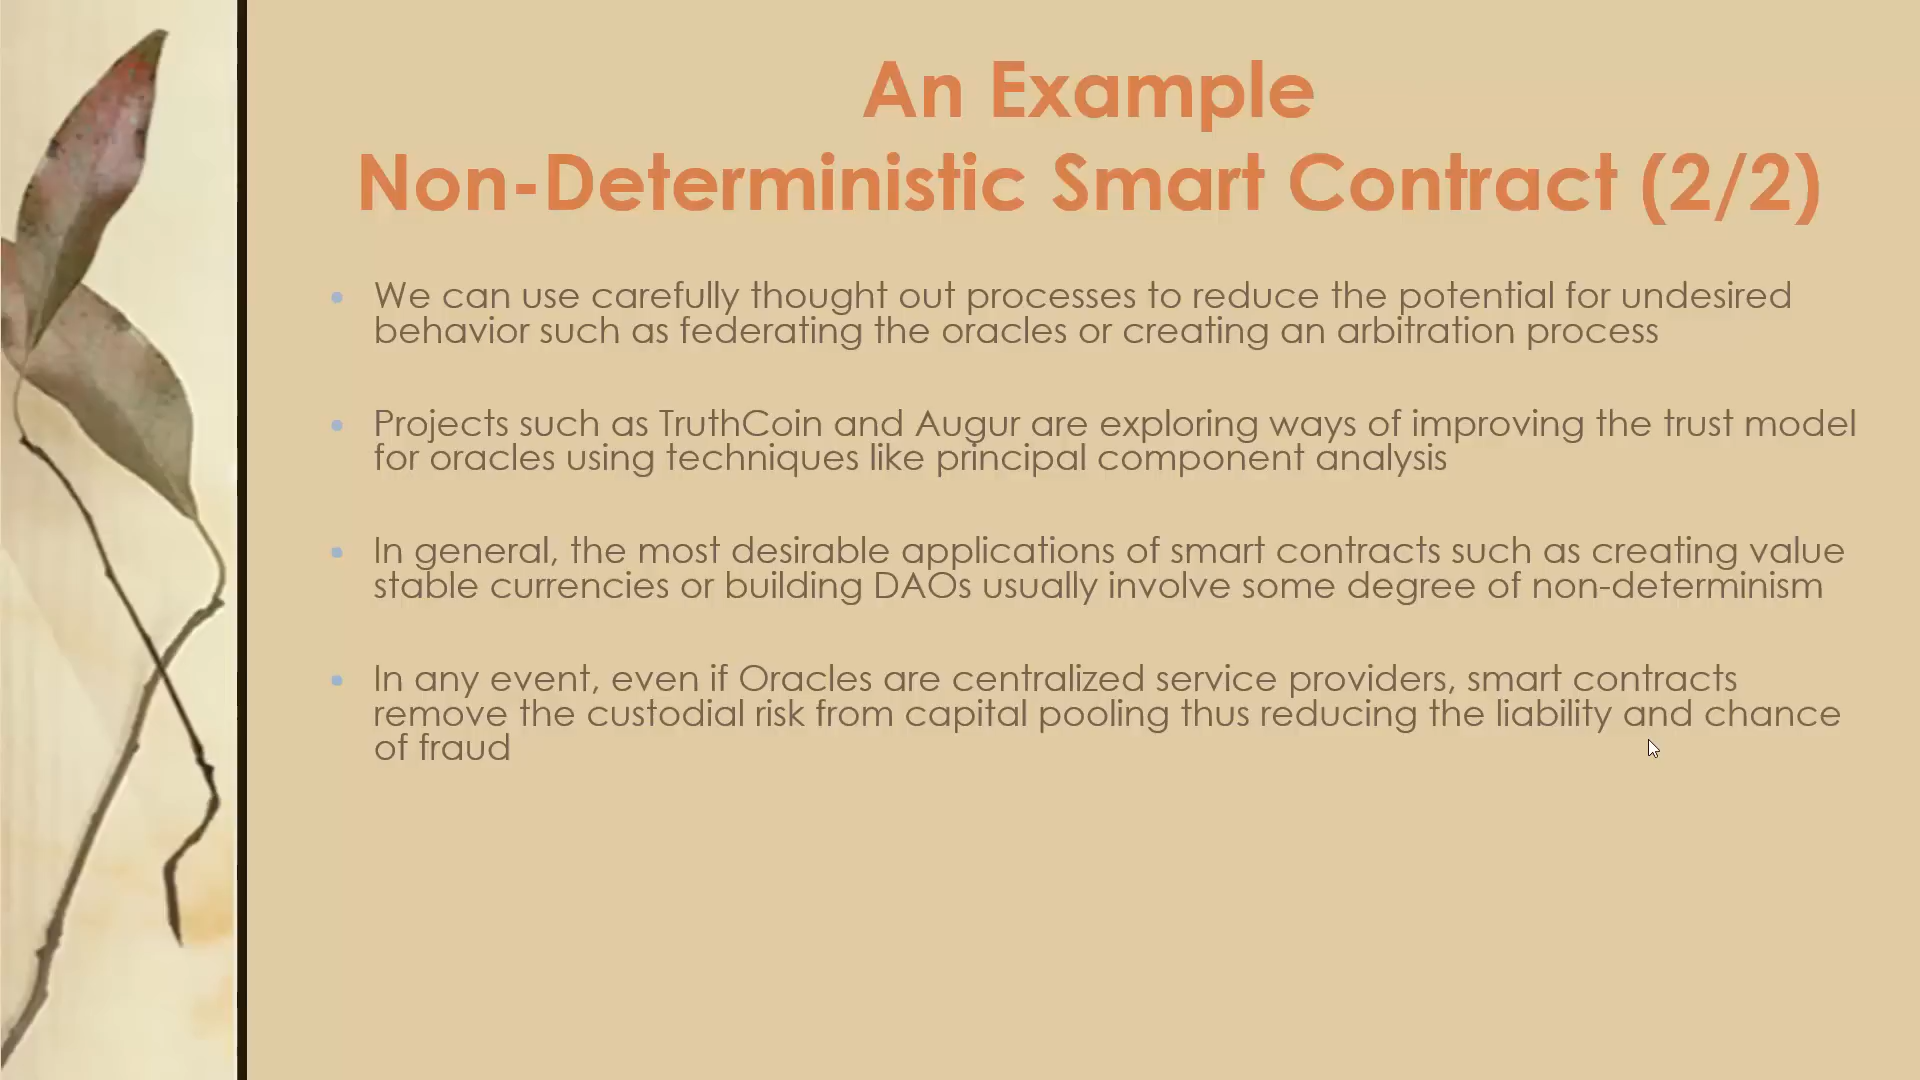 An Example
Non-Deterministic Smart Contract (2/2)
• We can use carefully thought out processes to reduce the potential for undesired
behavior such as federating the oracles or creating an arbitration process
• Projects such as TruthCoin and Augur are exploring ways of improving the trust model
for oracles using techniques like principal component analysis
• In general, the most desirable applications of smart contracts such as creating value
stable currencies or building DAOs usually involve some degree of non-determinism
• In any event, even if Oracles are centralized service providers, smart contracts
remove the custodial risk from capital pooling thus reducing the liability and chance
of fraud